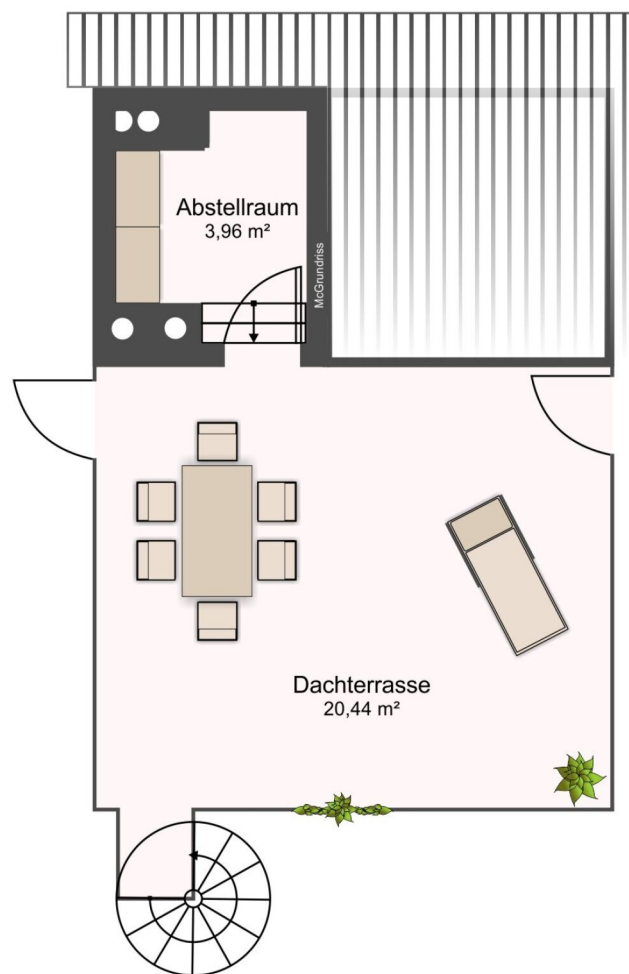 Abstellraum
3,96 m²
McGrundriss
Dachterrasse
20,44 m²